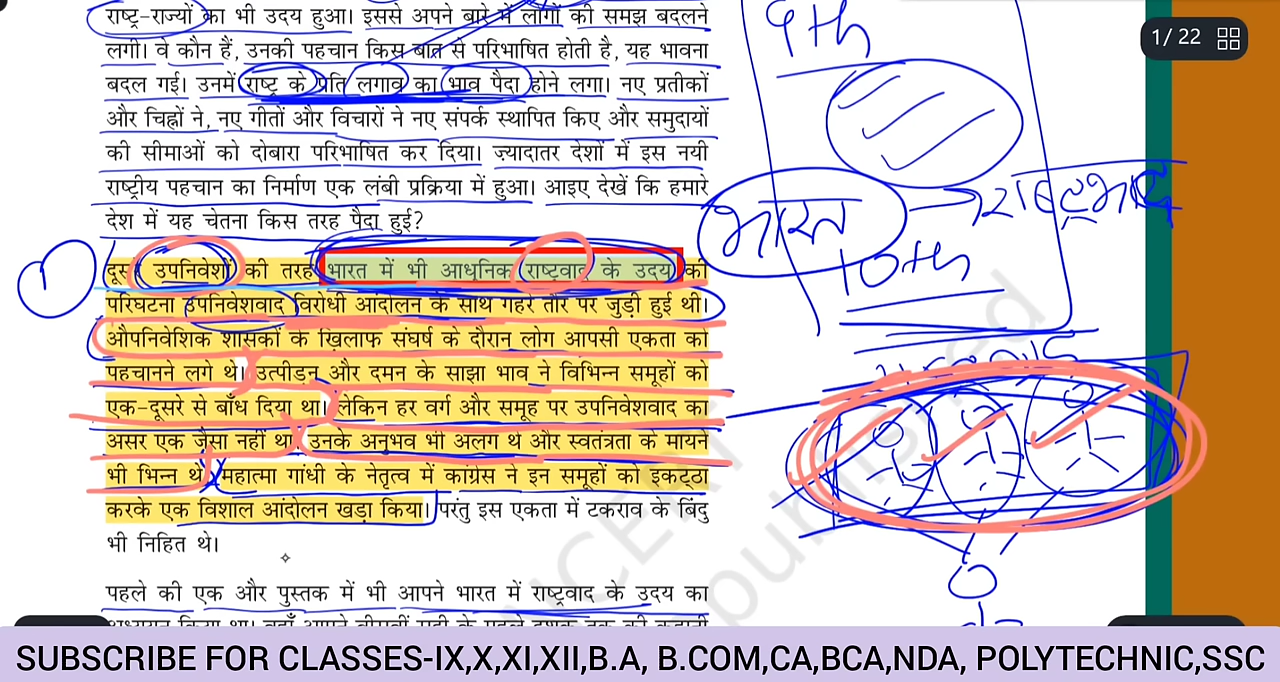 राष्ट्र-राज्यों का भी उदय हुआ। इससे अपने बारे में लोगों की समझ बदलने
लगी। वे कौन हैं, उनकी पहचान किस बात से परिभाषित होती है, यह भावना
बदल गई। उनमें राष्ट्र के प्रति लगाव का भाव पैदा होने लगा। नए प्रतीकों
और चिह्नों ने, नए गीतों और विचारों ने नए संपर्क स्थापित किए और समुदायों
की सीमाओं को दोबारा परिभाषित कर दिया। ज़्यादातर देशों में इस नयी
राष्ट्रीय पहचान का निर्माण एक लंबी प्रक्रिया में हुआ। आइए देखें कि हमारे
देश में यह चेतना किस तरह पैदा हुई?
1
दूसरे उपनिवेशों की तरह भारत में भी आधुनिक राष्ट्रवाद के उदय की
परिघटना उपनिवेशवाद विरोधी आंदोलन के साथ गहरे तौर पर जुड़ी हुई थी।
औपनिवेशिक शासकों के खिलाफ संघर्ष के दौरान लोग आपसी एकता को
पहचानने लगे थे। उत्पीड़न और दमन के साझा भाव ने विभिन्न समूहों को
एक-दूसरे से बाँध दिया था। लेकिन हर वर्ग और समूह पर उपनिवेशवाद का
असर एक जैसा नहीं था। उनके अनुभव भी अलग थे और स्वतंत्रता के मायने
भी भिन्न थे। महात्मा गांधी के नेतृत्व में कांग्रेस ने इन समूहों को इकट्ठा
करके एक विशाल आंदोलन खड़ा किया। परंतु इस एकता में टकराव के बिंदु
भी निहित थे।
पहले की एक और पुस्तक में भी आपने भारत में राष्ट्रवाद के उदय का
9th
भारत
10th
1/ 22
NCERT
SUBSCRIBE FOR CLASSES-IX,X,XI,XII,B.A, B.COM,CA,BCA,NDA, POLYTECHNIC,SSC